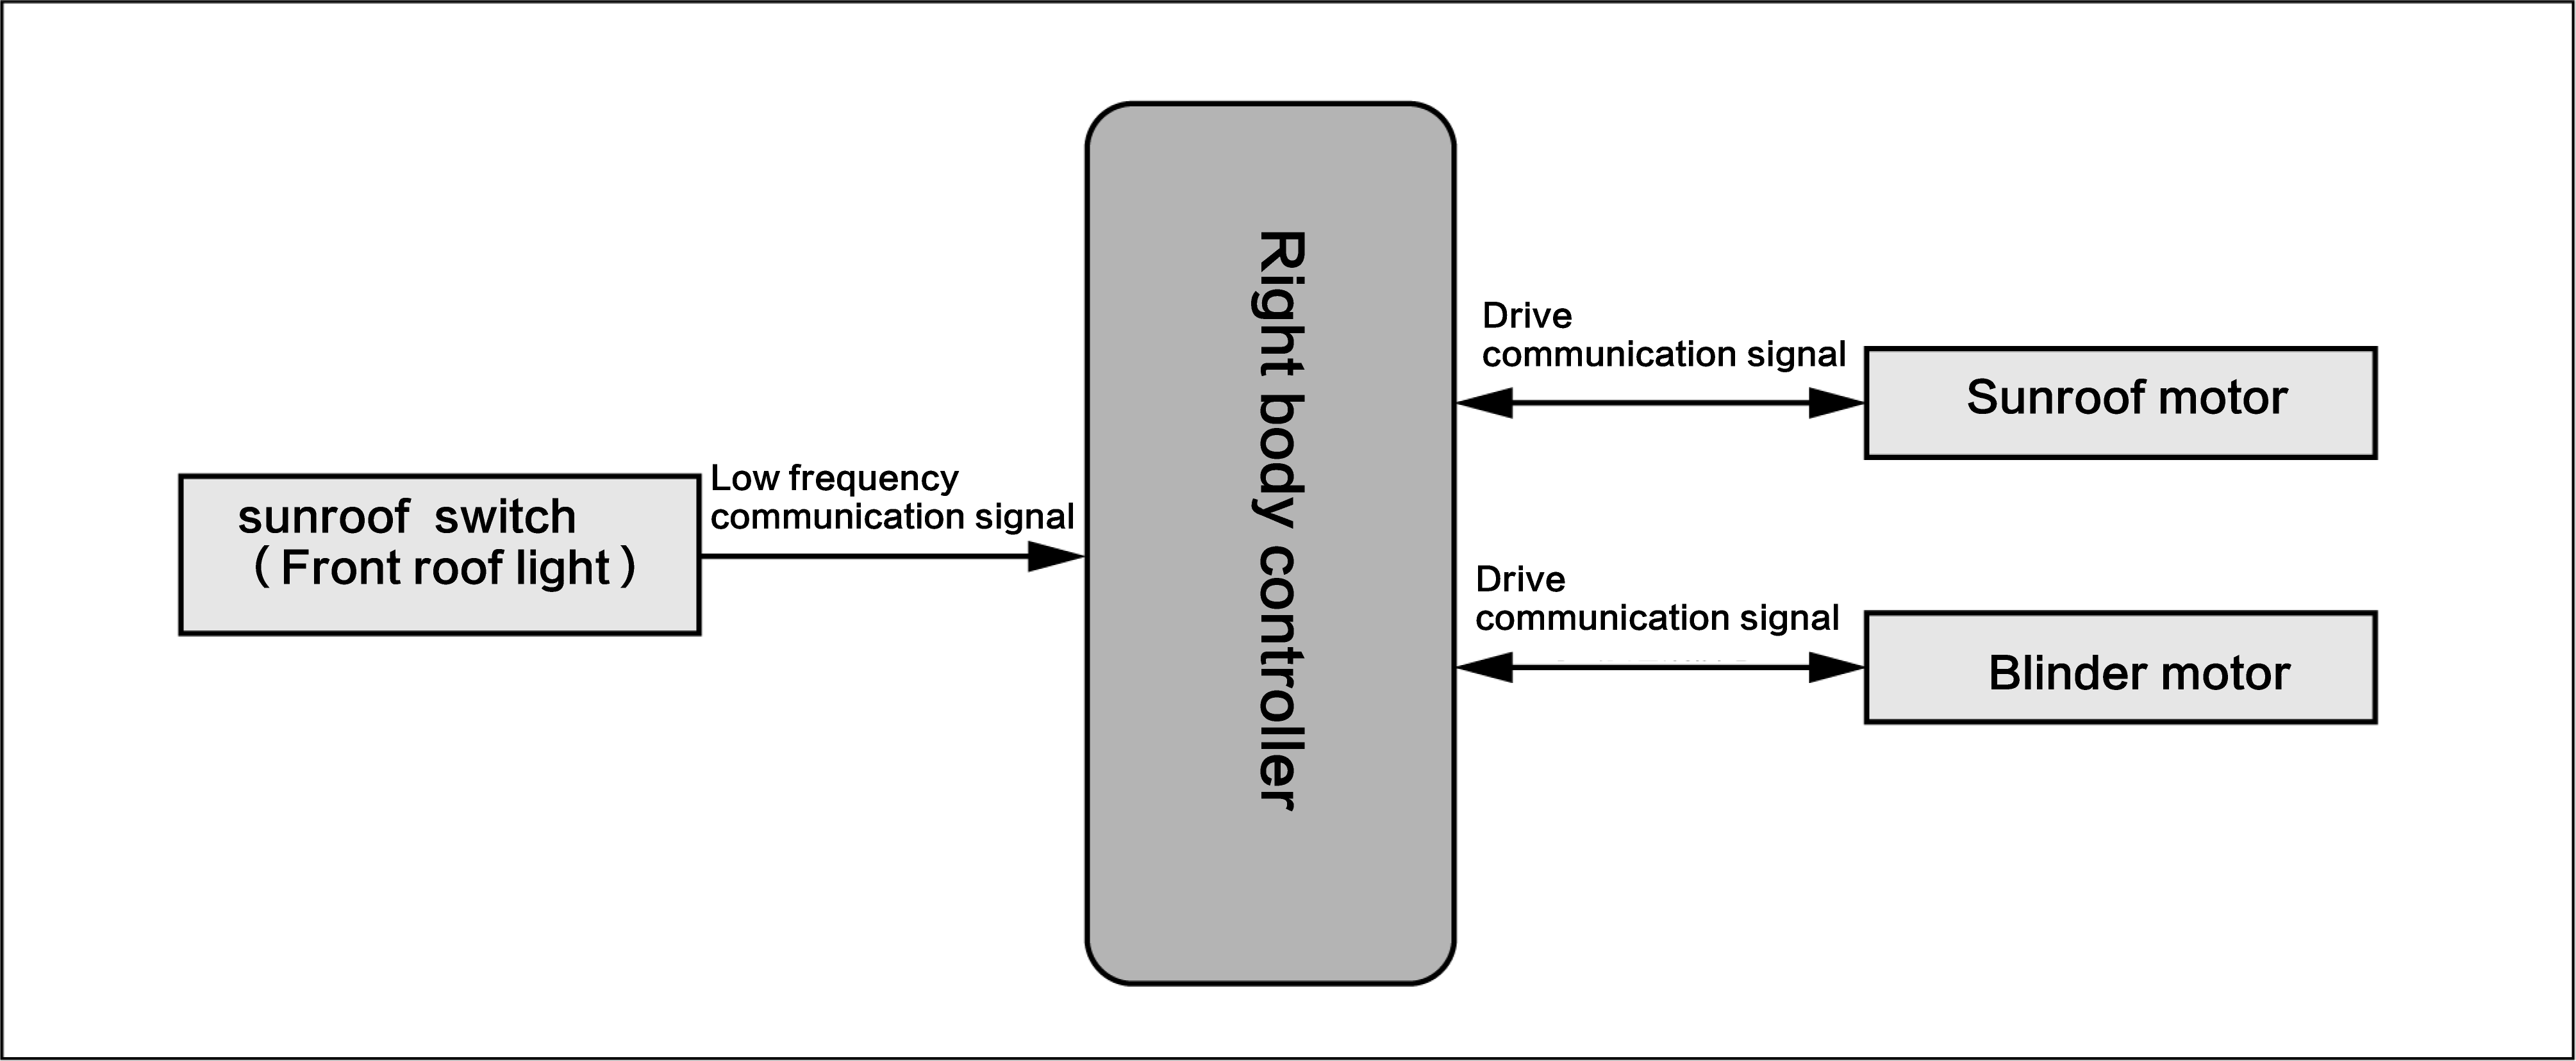 sunroof switch
（Front roof light）
Low frequency
communication signal
Right body controller
Drive
communication signal
Sunroof motor
Drive
communication signal
Blinder motor